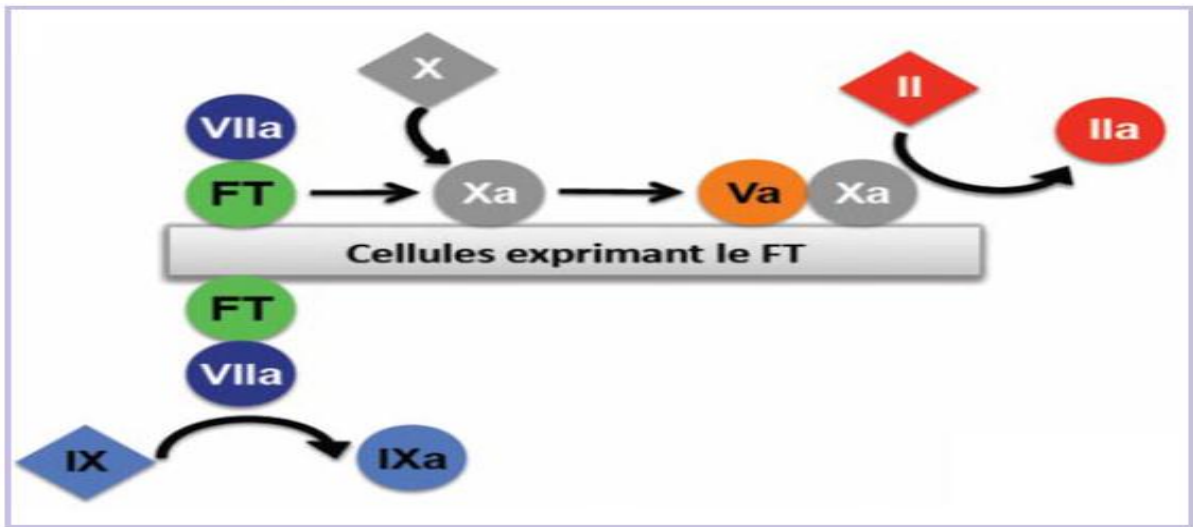 X
II
VIIa
IIa
FT
Xa
Va
Xa
Cellules exprimant le FT
FT
VIIa
IX
IXa